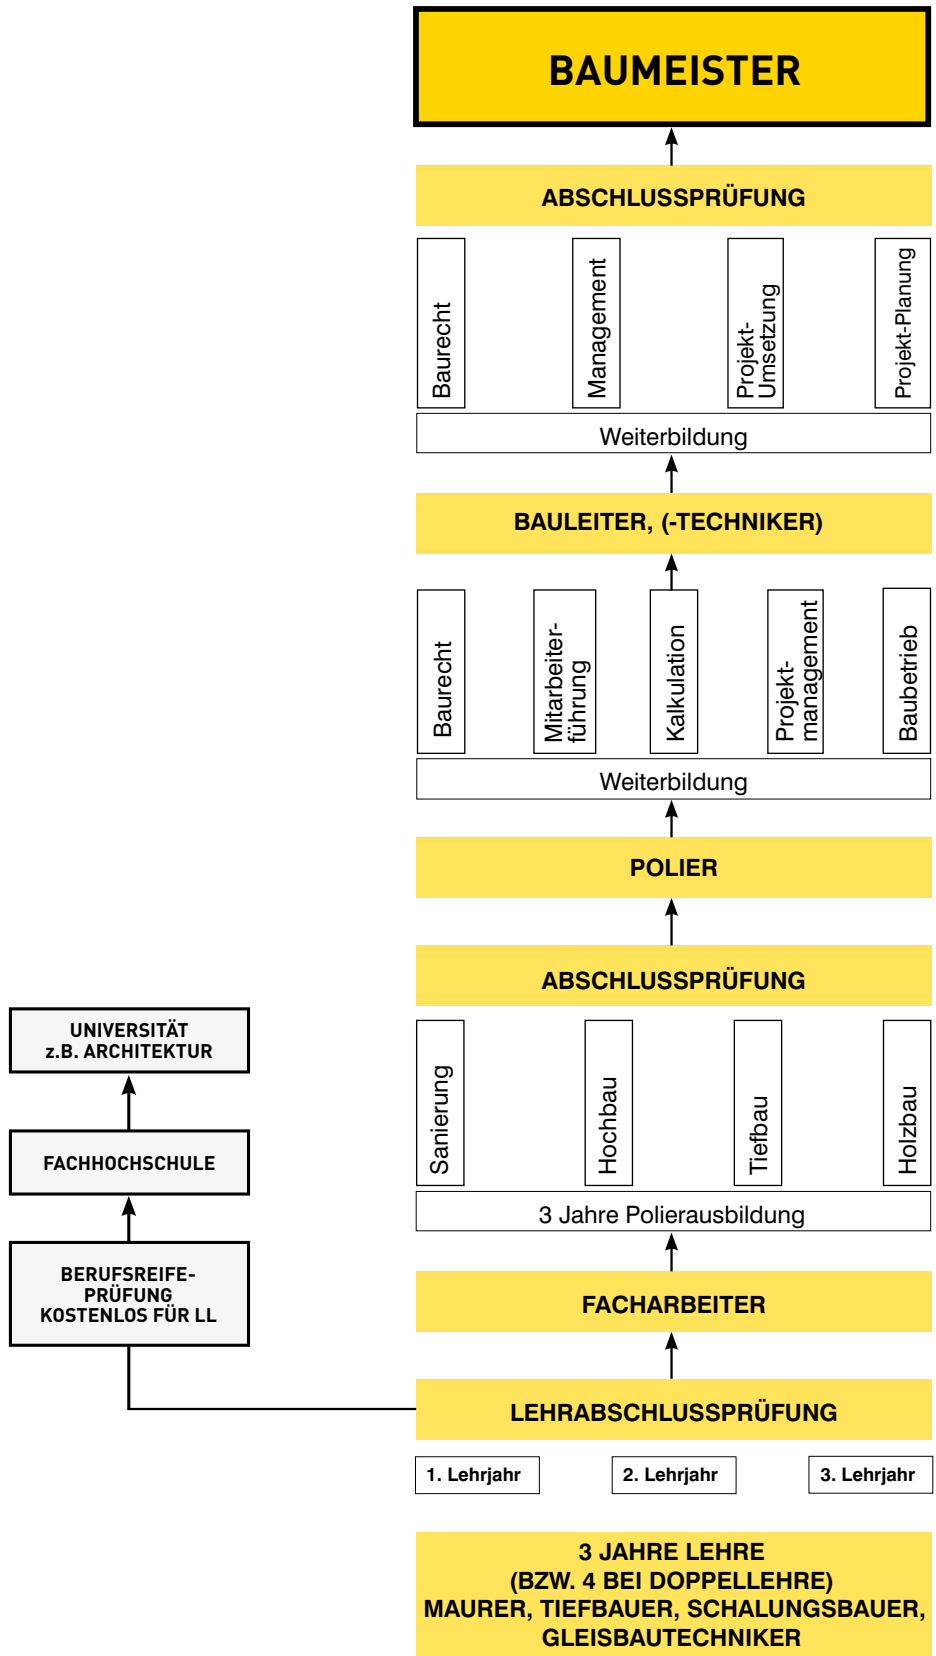 BAUMEISTER
ABSCHLUSSPRÜFUNG
Baurecht
Management
Projekt-
Umsetzung
Projekt-Planung
Weiterbildung
BAULEITER, (-TECHNIKER)
Baurecht
Mitarbeiter-
führung
Kalkulation
Projekt-
management
Baubetrieb
Weiterbildung
POLIER
ABSCHLUSSPRÜFUNG
Sanierung
Hochbau
Tiefbau
Holzbau
3 Jahre Polierausbildung
FACHARBEITER
LEHRABSCHLUSSPRÜFUNG
1. Lehrjahr
2. Lehrjahr
3. Lehrjahr
3 JAHRE LEHRE
(BZW. 4 BEI DOPPELLEHRE)
MAURER, TIEFBAUER, SCHALUNGSBAUER,
GLEISBAUTECHNIKER
UNIVERSITÄT
z.B. ARCHITEKTUR
FACHHOCHSCHULE
BERUFSREIFE-
PRÜFUNG
KOSTENLOS FÜR LL